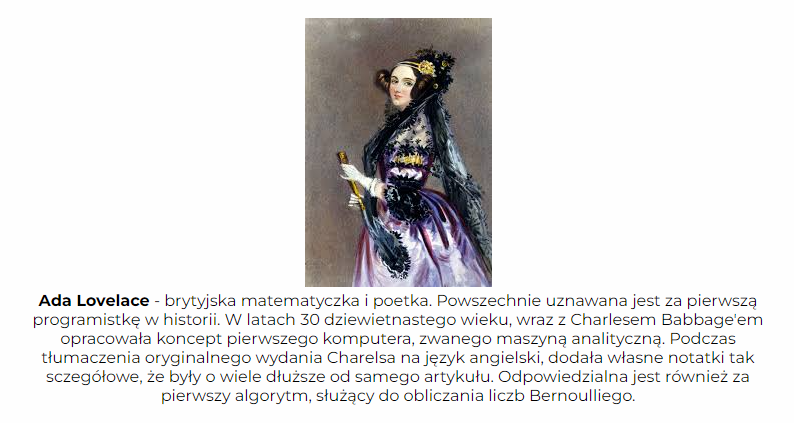 Ada Lovelace - brytyjska matematyczka i poetka. Powszechnie uznawana jest za pierwszą
programistkę w historii. W latach 30 dziewietnastego wieku, wraz z Charlesem Babbage'em
opracowała koncept pierwszego komputera, zwanego maszyną analityczną. Podczas
tłumaczenia oryginalnego wydania Charelsa na język angielski, dodała własne notatki tak
sczegółowe, że były o wiele dłuższe od samego artykułu. Odpowiedzialna jest również za
pierwszy algorytm, służący do obliczania liczb Bernoulliego.